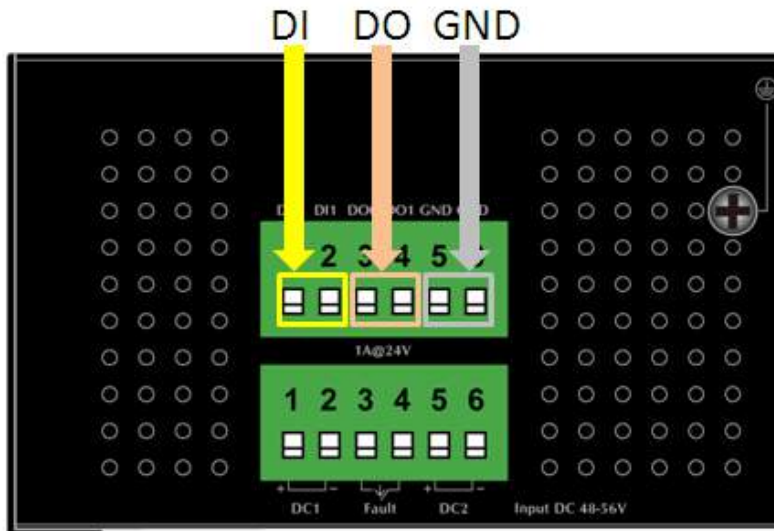 DI DO GND
DI1 DO1 GND
2 3 4 5
1A@24V
1 2 3 4 5 6
+ − + −
DC1 Fault DC2 Input DC 48-56V